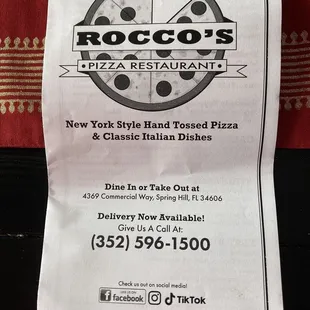 ROCCO'S
• PIZZA RESTAURANT •
New York Style Hand Tossed Pizza
& Classic Italian Dishes
Dine In or Take Out at
4369 Commercial Way, Spring Hill, FL 34606
Delivery Now Available!
Give Us A Call At:
(352) 596-1500
Check us out on social media!
facebook TikTok